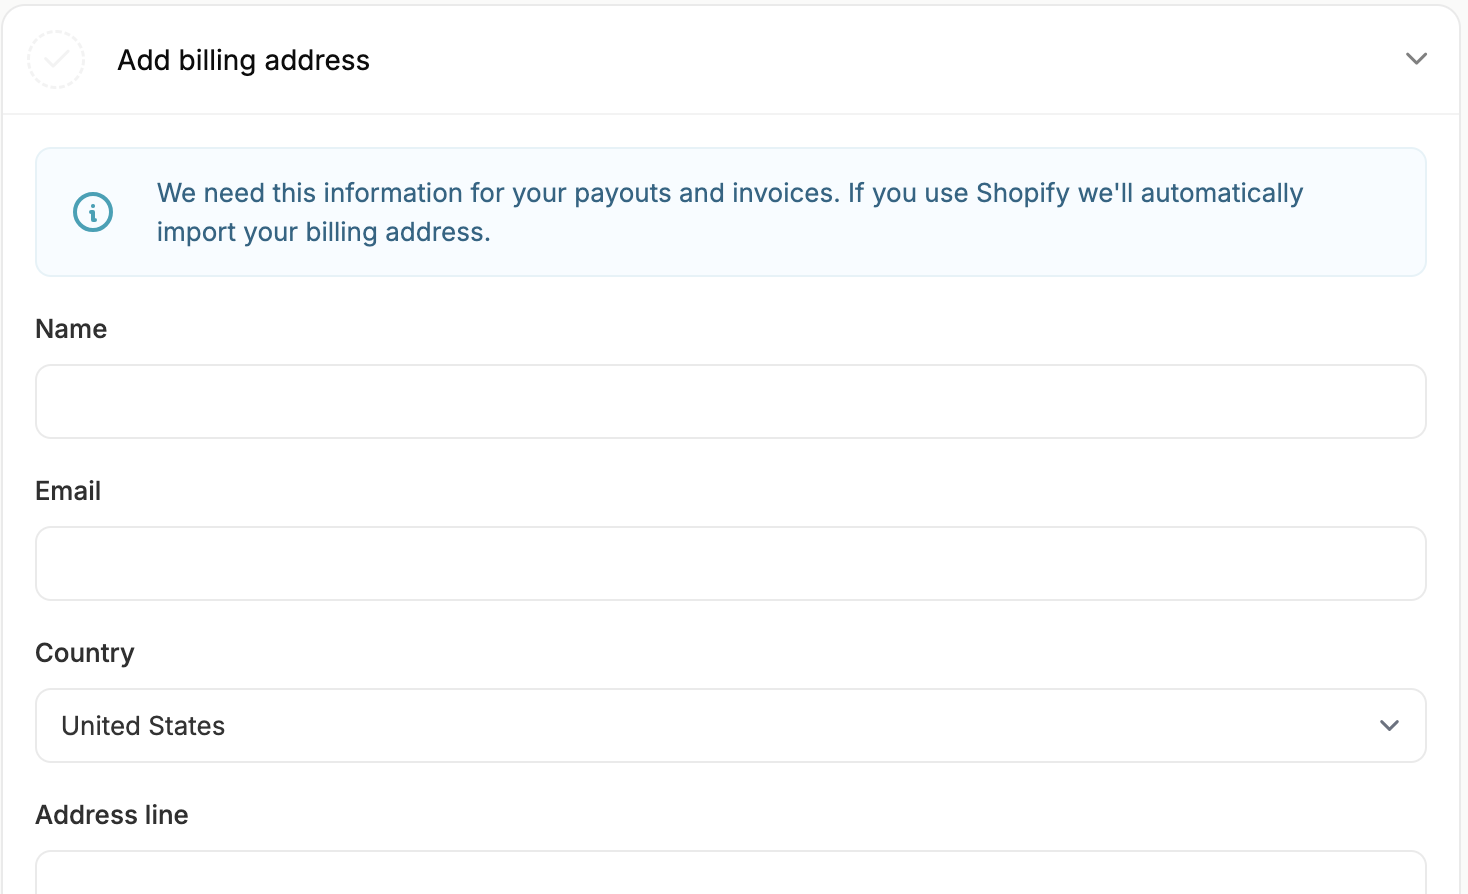 Add billing address
We need this information for your payouts and invoices. If you use Shopify we'll automatically
import your billing address.
Name
Email
Country
United States
Address line